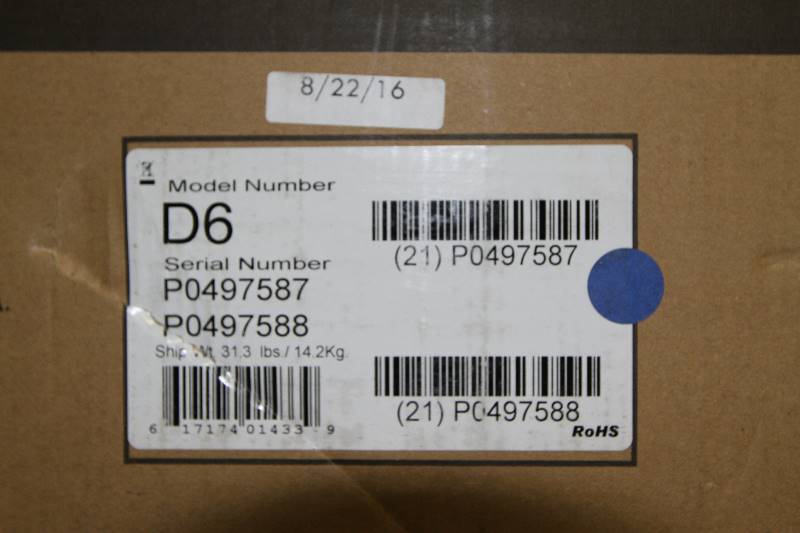 8/22/16
Model Number
D6
Serial Number
P0497587
P0497588
Ship Wt. 31.3 lbs./ 14.2Kg.
6 17174 01433 9
(21) P0497587
(21) P0497588
RoHS